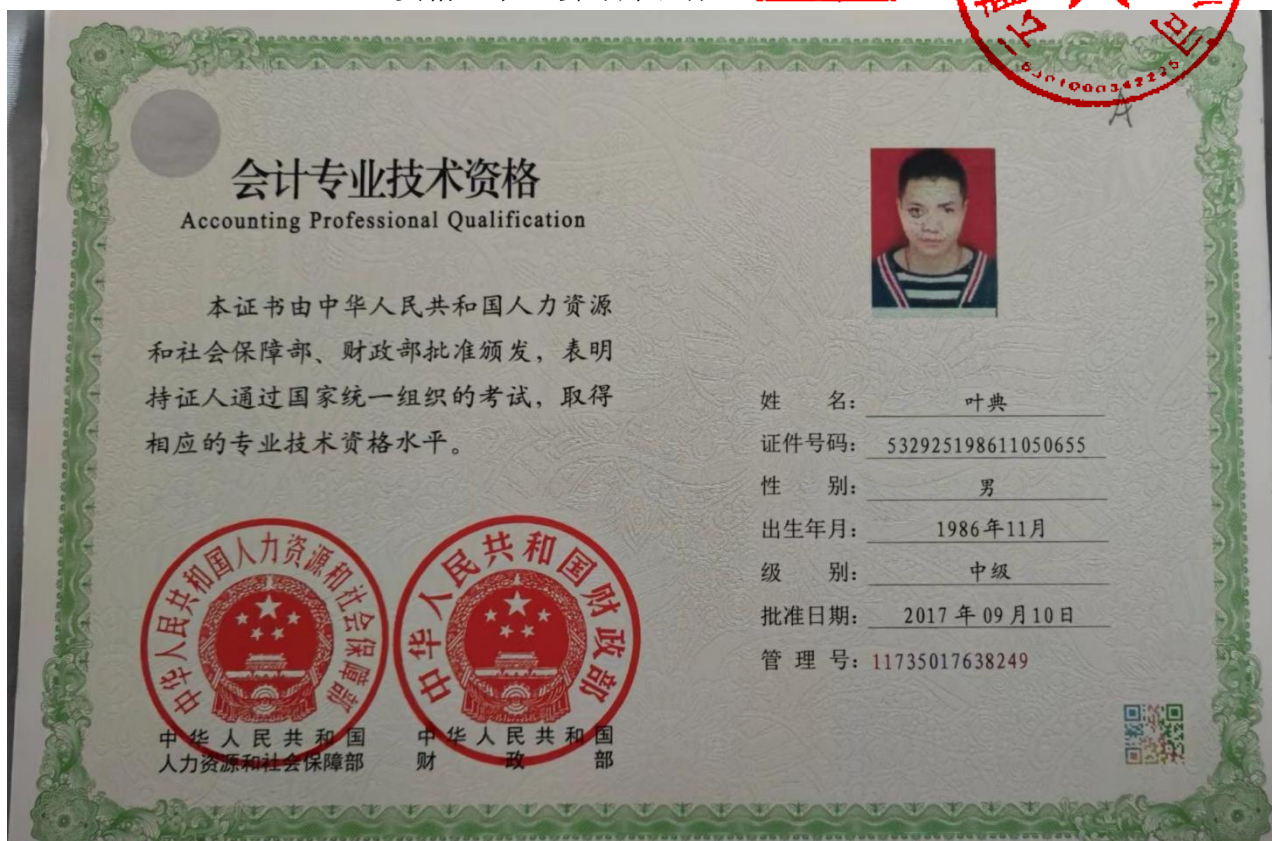 会计专业技术资格
Accounting Professional Qualification
本证书由中华人民共和国人力资源
和社会保障部、财政部批准颁发，表明
持证人通过国家统一组织的考试，取得
相应的专业技术资格水平。
中华人民共和国人力资源和社会保障部
中华人民共和国财政部
中华人民共和国
人力资源和社会保障部
中华人民共和国
财政部
A
姓 名： 叶典
证件号码： 532925198611050655
性 别： 男
出生年月： 1986年11月
级 别： 中级
批准日期： 2017年09月10日
管 理 号：11735017638249